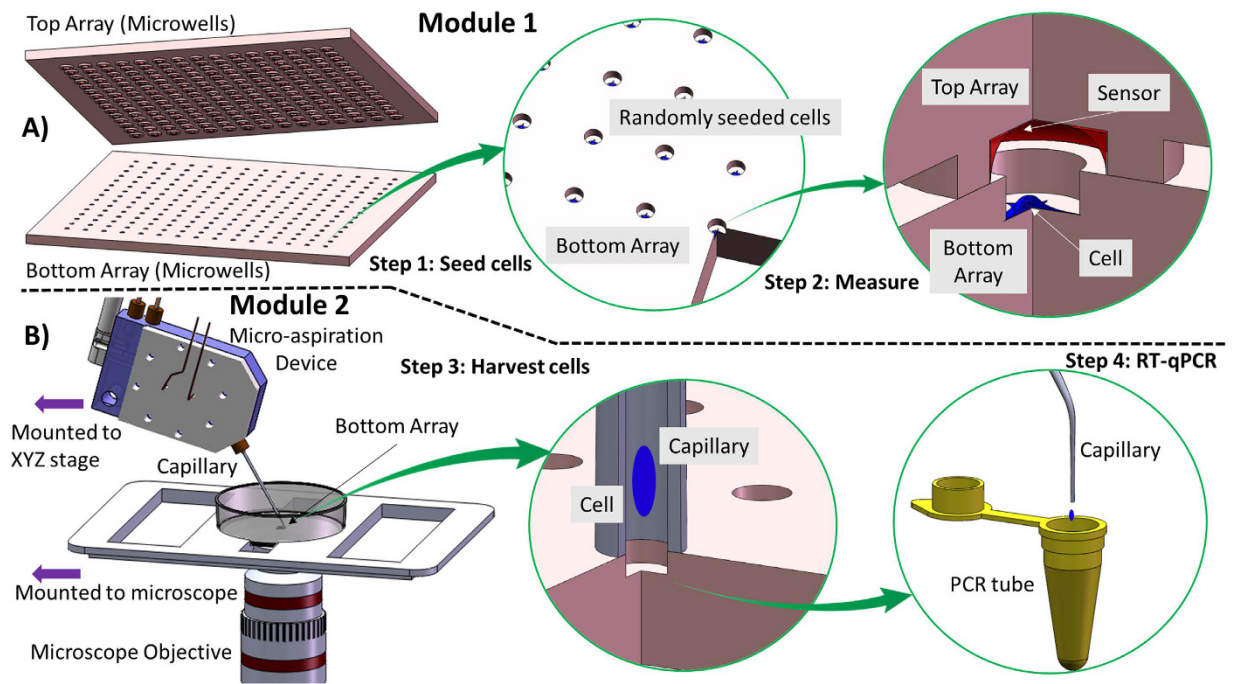 Top Array (Microwells)
Module 1
A)
Randomly seeded cells
Bottom Array
Top Array
Sensor
Bottom
Array
Cell
Bottom Array (Microwells)
Step 1: Seed cells
Step 2: Measure
B)
Module 2
Micro-aspiration
Device
Step 3: Harvest cells
Step 4: RT-qPCR
Mounted to
XYZ stage
Capillary
Bottom Array
Capillary
Cell
Capillary
PCR tube
Mounted to microscope
Microscope Objective